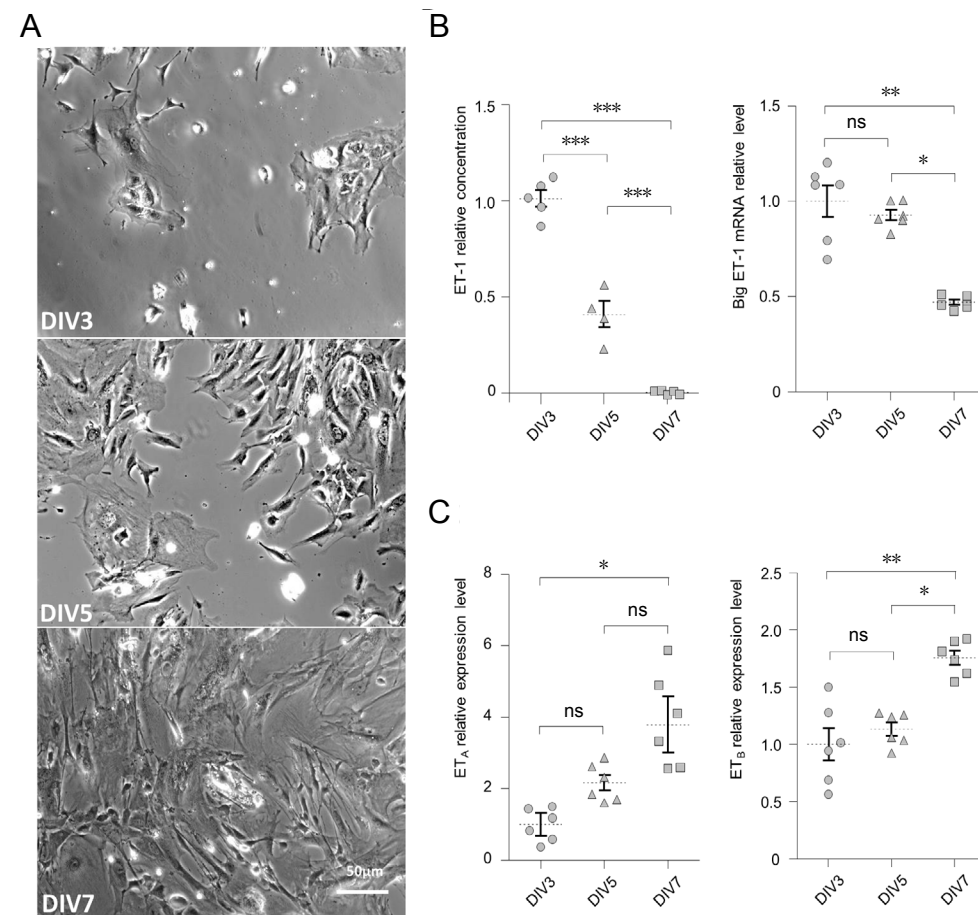 A
DIV3
DIV5
50μm
DIV7
B
1.5
1.0
0.5
0
ET-1 relative concentration
***
***
***
DIV3
DIV5
DIV7
1.5
1.0
0.5
0
Big ET-1 mRNA relative level
**
ns
*
DIV3
DIV5
DIV7
C
8
6
4
2
0
ETA relative expression level
*
ns
ns
DIV3
DIV5
DIV7
2.5
2.0
1.5
1.0
0.5
0
ETB relative expression level
**
*
ns
DIV3
DIV5
DIV7